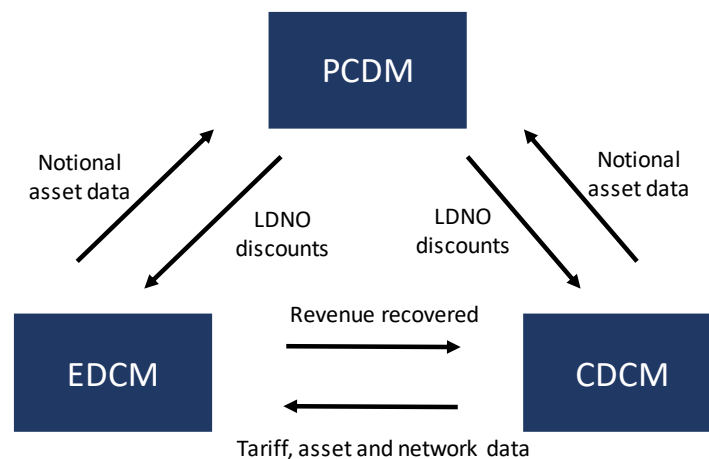 PCDM
Notional
asset data
Notional
asset data
LDNO
discounts
LDNO
discounts
Revenue recovered
EDCM
CDCM
Tariff, asset and network data